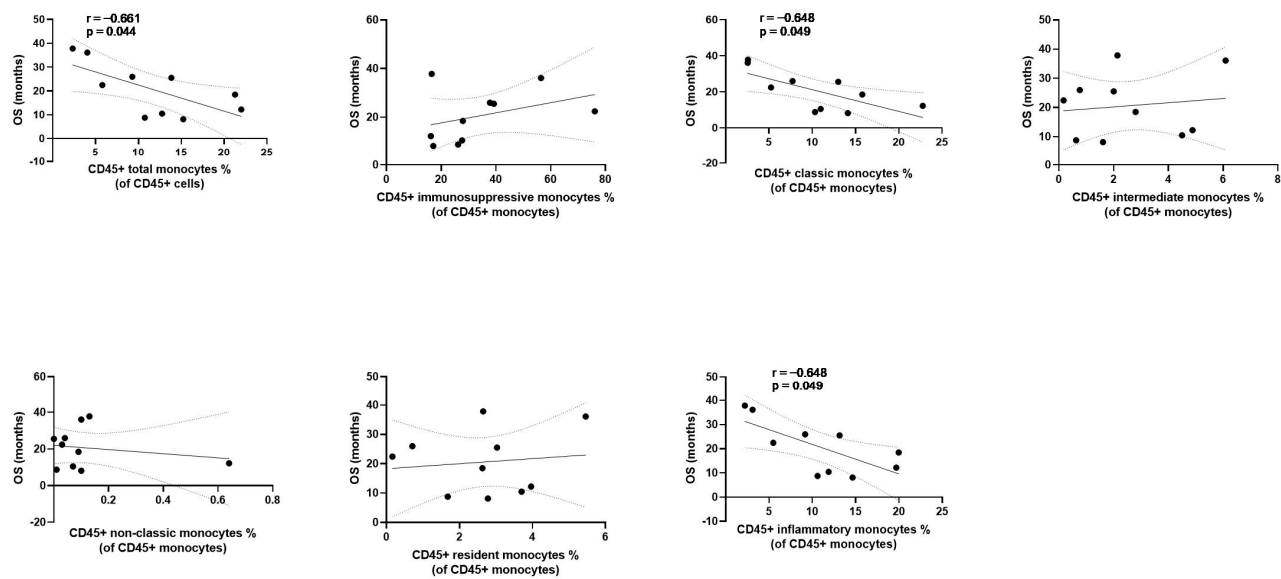 r = −0.661
p = 0.044
OS (months)
50
40
30
20
10
0
-10
5
15
20
25
CD45+ total monocytes %
(of CD45+ cells)
OS (months)
60
40
20
0
0
20
40
60
80
CD45+ immunosuppressive monocytes %
(of CD45+ monocytes)
r = −0.648
p = 0.049
OS (months)
60
40
20
0
-20
5
10
15
20
25
CD45+ classic monocytes %
(of CD45+ monocytes)
OS (months)
50
40
30
20
10
0
0
2
4
6
8
CD45+ intermediate monocytes %
(of CD45+ monocytes)
OS (months)
60
40
20
0
-20
0.2
0.4
0.6
0.8
CD45+ non-classic monocytes %
(of CD45+ monocytes)
OS (months)
50
40
30
20
10
0
0
2
4
6
CD45+ resident monocytes %
(of CD45+ monocytes)
r = −0.648
p = 0.049
OS (months)
50
40
30
20
10
0
-10
5
10
15
20
25
CD45+ inflammatory monocytes %
(of CD45+ monocytes)